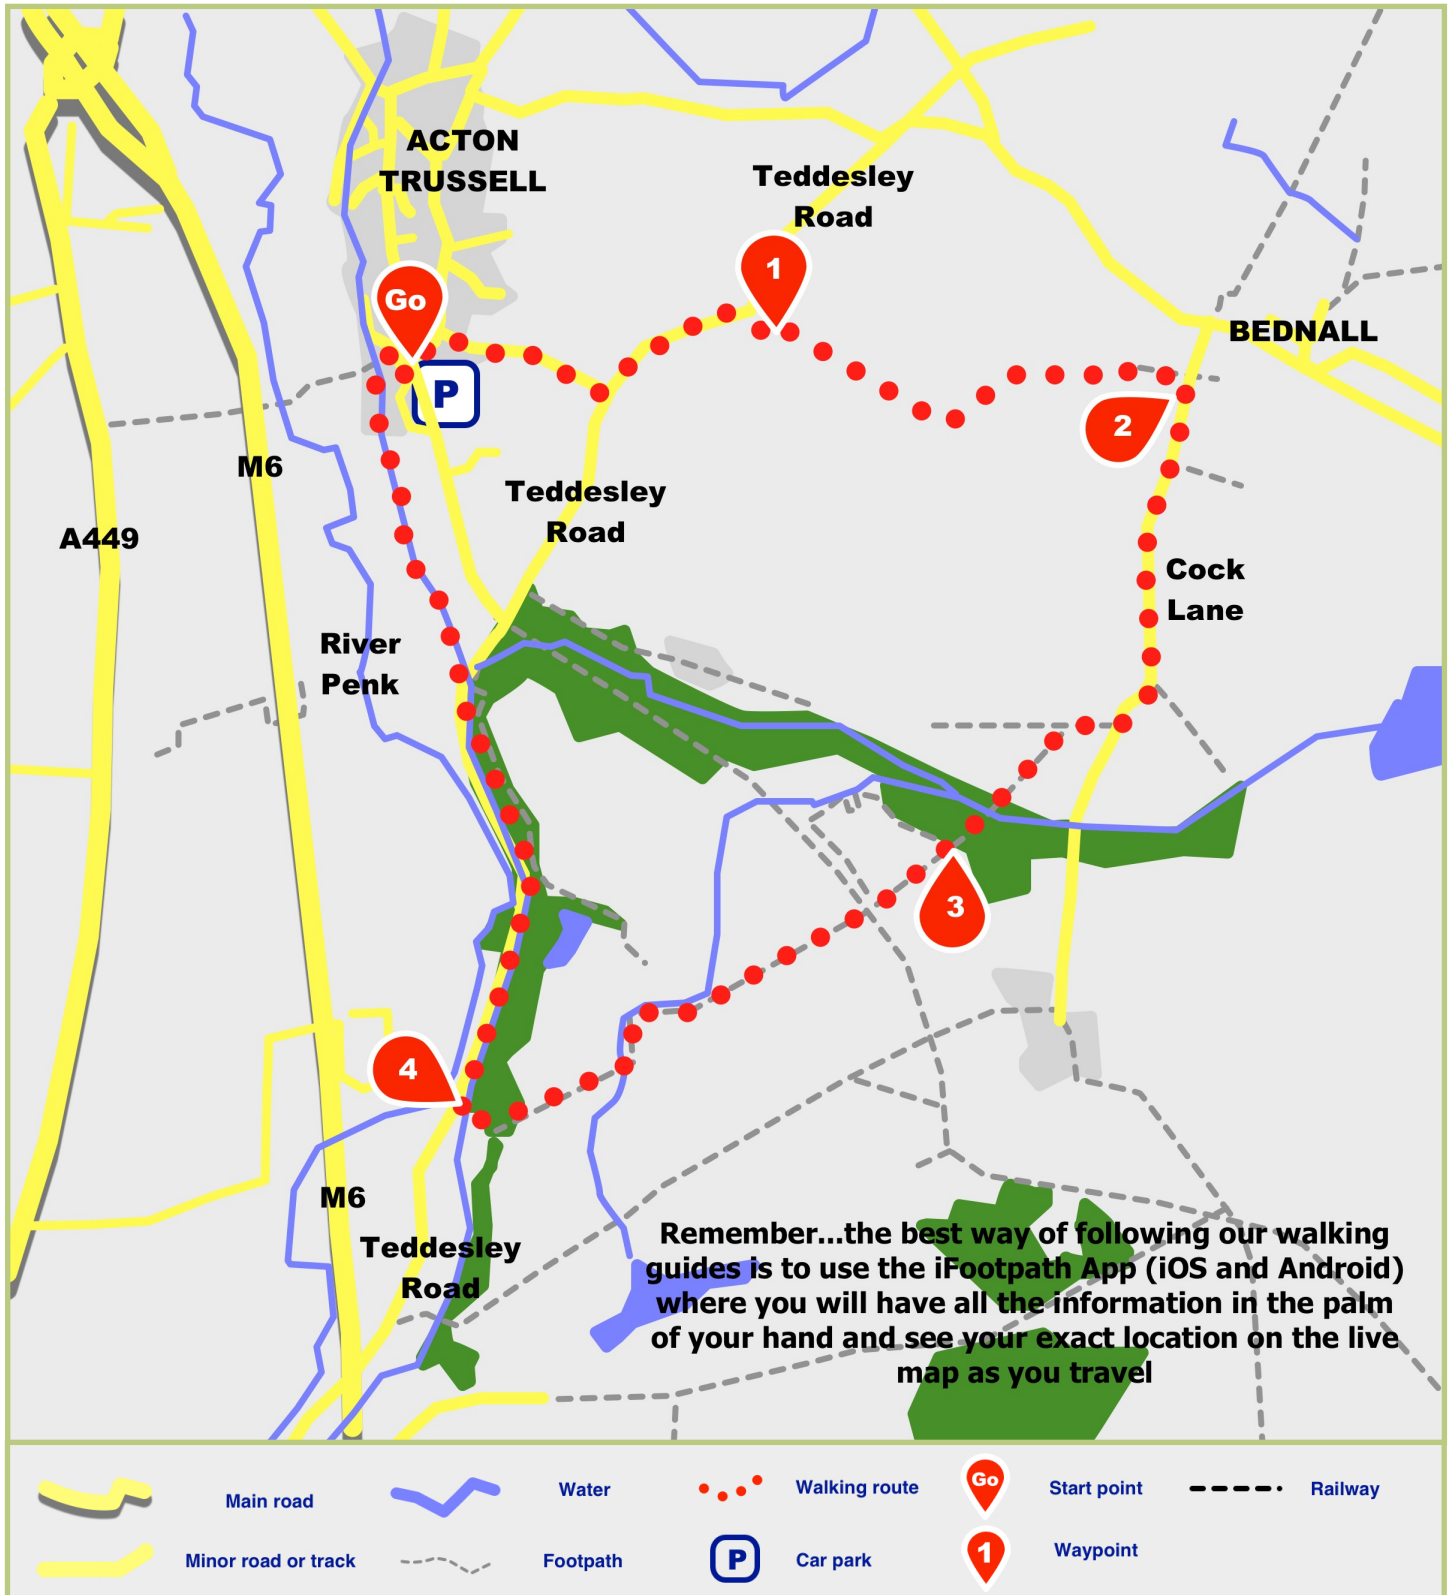 ACTON
TRUSSELL
Teddesley
Road
1
Go
BEDNALL
P
2
M6
Teddesley
Road
A449
Cock
Lane
River
Penk
3
4
M6
Teddesley
Road
Remember...the best way of following our walking
guides is to use the iFootpath App (iOS and Android)
where you will have all the information in the palm
of your hand and see your exact location on the live
map as you travel
Main road
Water
Walking route
Go
Start point
Railway
Minor road or track
Footpath
P
Car park
1
Waypoint